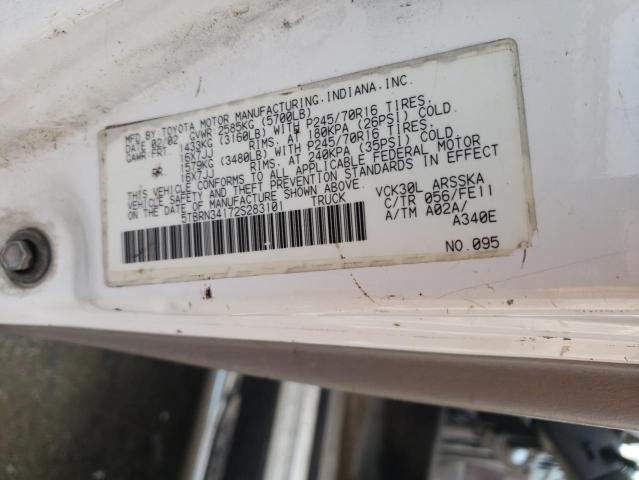 MFD. BY: TOYOTA MOTOR MANUFACTURING, INDIANA, INC.
DATE: 02/02 GVWR 2585KG (5700LB)
GAWR FRT 1433KG (3160LB) WITH P245/70R16 TIRES,
16X7JJ RIMS, AT 180KPA (26PSI) COLD.
1579KG (3480LB) WITH P245/70R16 TIRES,
16X7JJ RIMS, AT 240KPA (35PSI) COLD.
THIS VEHICLE CONFORMS TO ALL APPLICABLE FEDERAL MOTOR
VEHICLE SAFETY AND THEFT PREVENTION STANDARDS IN EFFECT
ON THE DATE OF MANUFACTURE SHOWN ABOVE.
5TBRN34172S283101 TRUCK
VCK30L ARSSKA
C/TR 056/FE11
A/TM A02A/
A340E
NO.095